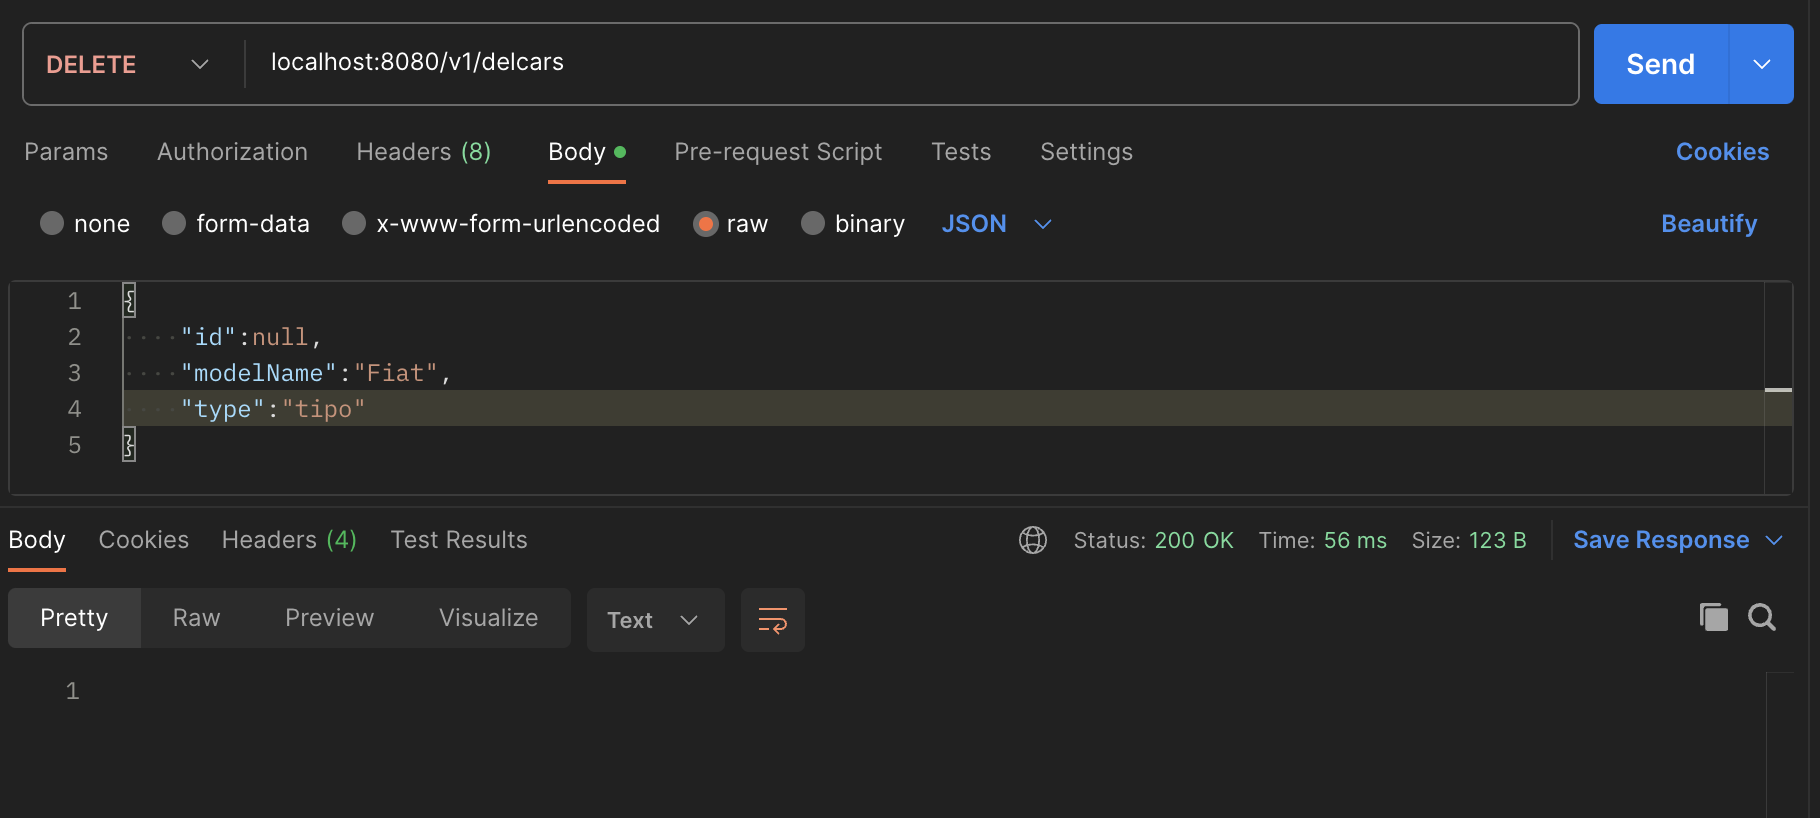 DELETE localhost:8080/v1/delcars Send
Params Authorization Headers (8) Body Pre-request Script Tests Settings Cookies
none form-data x-www-form-urlencoded raw binary JSON Beautify
1 {
2 "id":null,
3 "modelName":"Fiat",
4 "type":"tipo"
5 }
Body Cookies Headers (4) Test Results Status: 200 OK Time: 56 ms Size: 123 B Save Response
Pretty Raw Preview Visualize Text
1